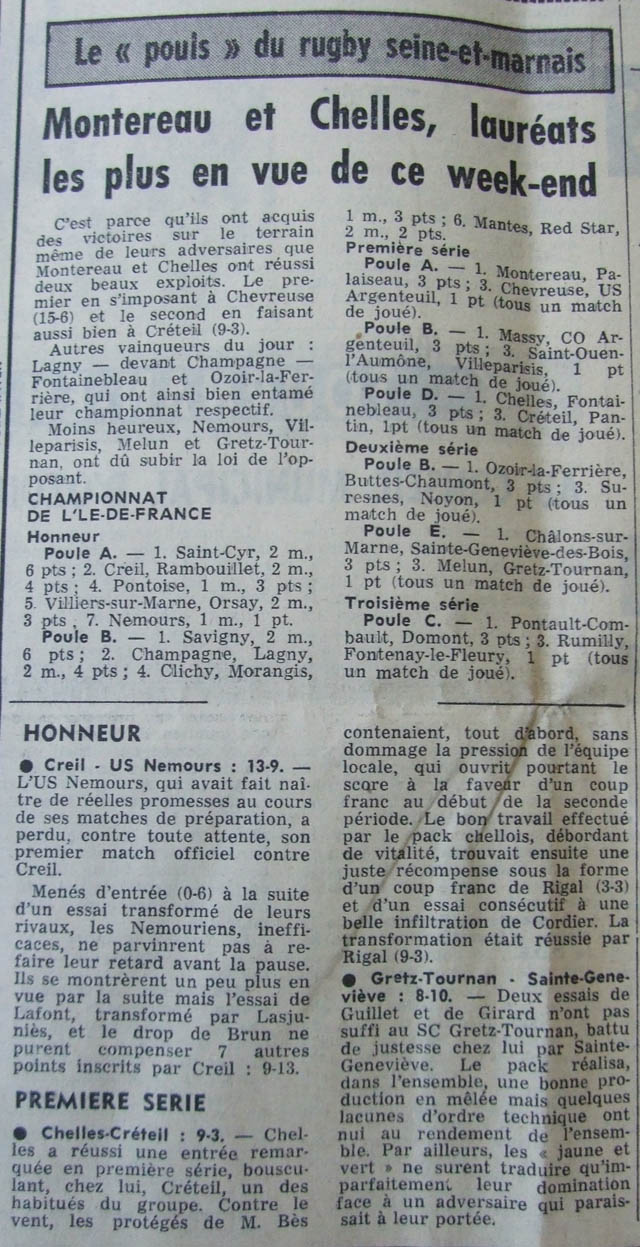 Le « pouls » du rugby seine-et-marnais
Montereau et Chelles, lauréats
les plus en vue de ce week-end
C'est parce qu'ils ont acquis
des victoires sur le terrain
même de leurs adversaires que
Montereau et Chelles ont réussi
deux beaux exploits. Le pre-
mier en s'imposant à Chevreuse
(15-6) et le second en faisant
aussi bien à Créteil (9-3).
Autres vainqueurs du jour :
Lagny — devant Champagne —
Fontainebleau et Ozoir-la-Fer-
rière, qui ont ainsi bien entamé
leur championnat respectif.
Moins heureux, Nemours, Vil-
leparisis, Melun et Gretz-Tour-
nan, ont dû subir la loi de l'op-
posant.
CHAMPIONNAT
DE L'ILE-DE-FRANCE
Honneur
Poule A. — 1. Saint-Cyr, 2 m.,
6 pts ; 2. Creil, Rambouillet, 2 m.,
4 pts ; 4. Pontoise, 1 m., 3 pts ;
5. Villiers-sur-Marne, Orsay, 2 m.,
3 pts . 7. Nemours, 1 m., 1 pt.
Poule B. — 1. Savigny, 2 m.,
6 pts ; 2. Champagne, Lagny,
2 m., 4 pts ; 4. Clichy, Morangis,
1 m., 3 pts ; 6. Mantes, Red Star,
2 m., 2 pts.
Première série
Poule A. — 1. Montereau, Pa-
laiseau, 3 pts ; 3. Chevreuse, US
Argenteuil, 1 pt (tous un match
de joué).
Poule B. — 1. Massy, CO Ar-
genteuil, 3 pts ; 3. Saint-Ouen-
l'Aumône, Villeparisis, 1 pt
(tous un match de joué).
Poule D. — 1. Chelles, Fontai-
nebleau, 3 pts ; 3. Créteil, Pan-
tin, 1pt (tous un match de joué).
Deuxième série
Poule B. — 1. Ozoir-la-Ferrière,
Buttes-Chaumont, 3 pts ; 3. Su-
resnes, Noyon, 1 pt (tous un
match de joué).
Poule E. — 1. Châlons-sur-
Marne, Sainte-Geneviève-des-Bois,
3 pts ; 3. Melun, Gretz-Tournan,
1 pt (tous un match de joué).
Troisième série
Poule C. — 1. Pontault-Com-
bault, Domont, 3 pts ; 3. Rumilly,
Fontenay-le-Fleury, 1 pt (tous
un match de joué).
HONNEUR
● Creil - US Nemours : 13-9. —
L'US Nemours, qui avait fait naî-
tre de réelles promesses au cours
de ses matches de préparation, a
perdu, contre toute attente, son
premier match officiel contre
Creil.
Menés d'entrée (0-6) à la suite
d'un essai transformé de leurs
rivaux, les Nemouriens, ineffi-
caces, ne parvinrent pas à re-
faire leur retard avant la pause.
Ils se montrèrent un peu plus en
vue par la suite mais l'essai de
Lafont, transformé par Lasju-
niés, et le drop de Brun ne
purent compenser 7 autres
points inscrits par Creil : 9-13.
PREMIERE SERIE
● Chelles-Créteil : 9-3. — Chel-
les a réussi une entrée remar-
quée en première série, bouscu-
lant, chez lui, Créteil, un des
habitués du groupe. Contre le
vent, les protégés de M. Bès
contenaient, tout d'abord, sans
dommage la pression de l'équipe
locale, qui ouvrit pourtant le
score à la faveur d'un coup
franc au début de la seconde
période. Le bon travail effectué
par le pack chellois, débordant
de vitalité, trouvait ensuite une
juste récompense sous la forme
d'un coup franc de Rigal (3-3)
et d'un essai consécutif à une
belle infiltration de Cordier. La
transformation était réussie par
Rigal (9-3).
● Gretz-Tournan - Sainte-Gene-
viève : 8-10. — Deux essais de
Guillet et de Girard n'ont pas
suffi au SC Gretz-Tournan, battu
de justesse chez lui par Sainte-
Geneviève. Le pack réalisa,
dans l'ensemble, une bonne pro-
duction en mêlée mais quelques
lacunes d'ordre technique ont
nui au rendement de l'ensem-
ble. Par ailleurs, les « jaune et
vert » ne surent traduire qu'im-
parfaitement leur domination
face à un adversaire qui parais-
sait à leur portée.